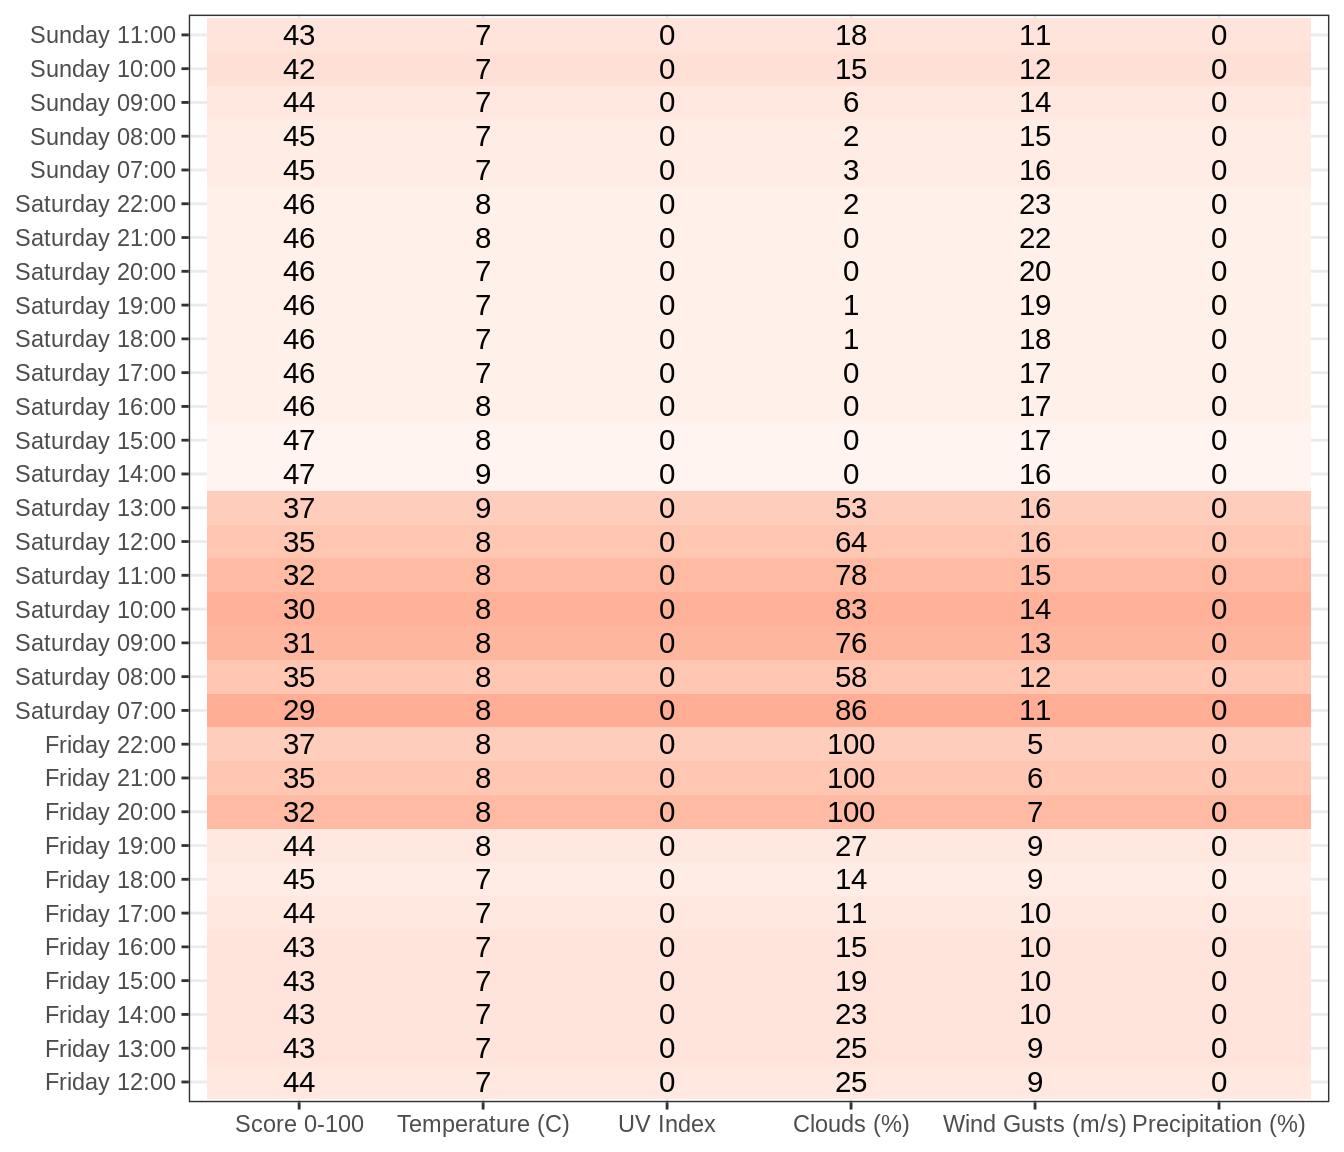 Sunday 11:00 43 7 0 18 11 0
Sunday 10:00 42 7 0 15 12 0
Sunday 09:00 44 7 0 6 14 0
Sunday 08:00 45 7 0 2 15 0
Sunday 07:00 45 7 0 3 16 0
Saturday 22:00 46 8 0 2 23 0
Saturday 21:00 46 8 0 0 22 0
Saturday 20:00 46 7 0 0 20 0
Saturday 19:00 46 7 0 1 19 0
Saturday 18:00 46 7 0 1 18 0
Saturday 17:00 46 7 0 0 17 0
Saturday 16:00 46 8 0 0 17 0
Saturday 15:00 47 8 0 0 17 0
Saturday 14:00 47 9 0 0 16 0
Saturday 13:00 37 9 0 53 16 0
Saturday 12:00 35 8 0 64 16 0
Saturday 11:00 32 8 0 78 15 0
Saturday 10:00 30 8 0 83 14 0
Saturday 09:00 31 8 0 76 13 0
Saturday 08:00 35 8 0 58 12 0
Saturday 07:00 29 8 0 86 11 0
Friday 22:00 37 8 0 100 5 0
Friday 21:00 35 8 0 100 6 0
Friday 20:00 32 8 0 100 7 0
Friday 19:00 44 8 0 27 9 0
Friday 18:00 45 7 0 14 9 0
Friday 17:00 44 7 0 11 10 0
Friday 16:00 43 7 0 15 10 0
Friday 15:00 43 7 0 19 10 0
Friday 14:00 43 7 0 23 10 0
Friday 13:00 43 7 0 25 9 0
Friday 12:00 44 7 0 25 9 0
Score 0-100 Temperature (C) UV Index Clouds (%) Wind Gusts (m/s) Precipitation (%)